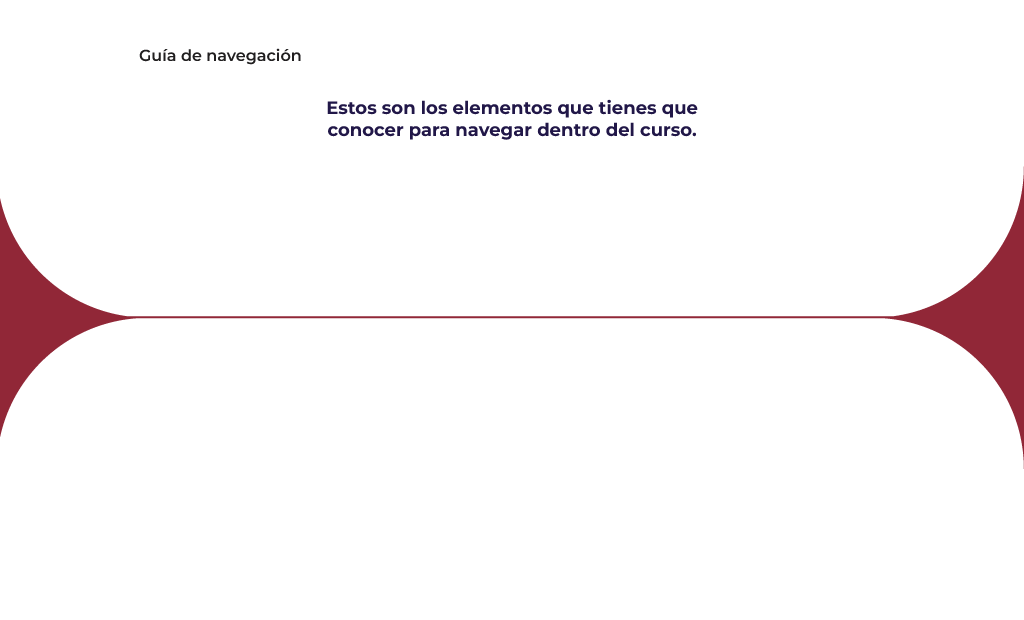 Guía de navegación
Estos son los elementos que tienes que
conocer para navegar dentro del curso.